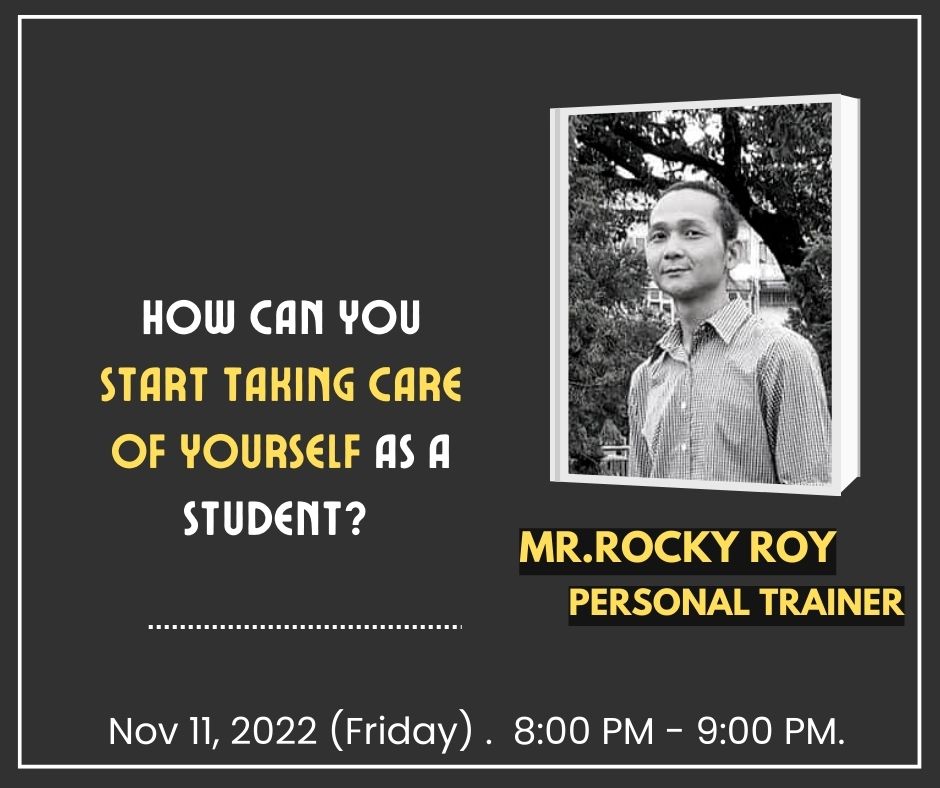 HOW CAN YOU
START TAKING CARE
OF YOURSELF AS A
STUDENT?
MR.ROCKY ROY
PERSONAL TRAINER
Nov 11, 2022 (Friday) . 8:00 PM - 9:00 PM.